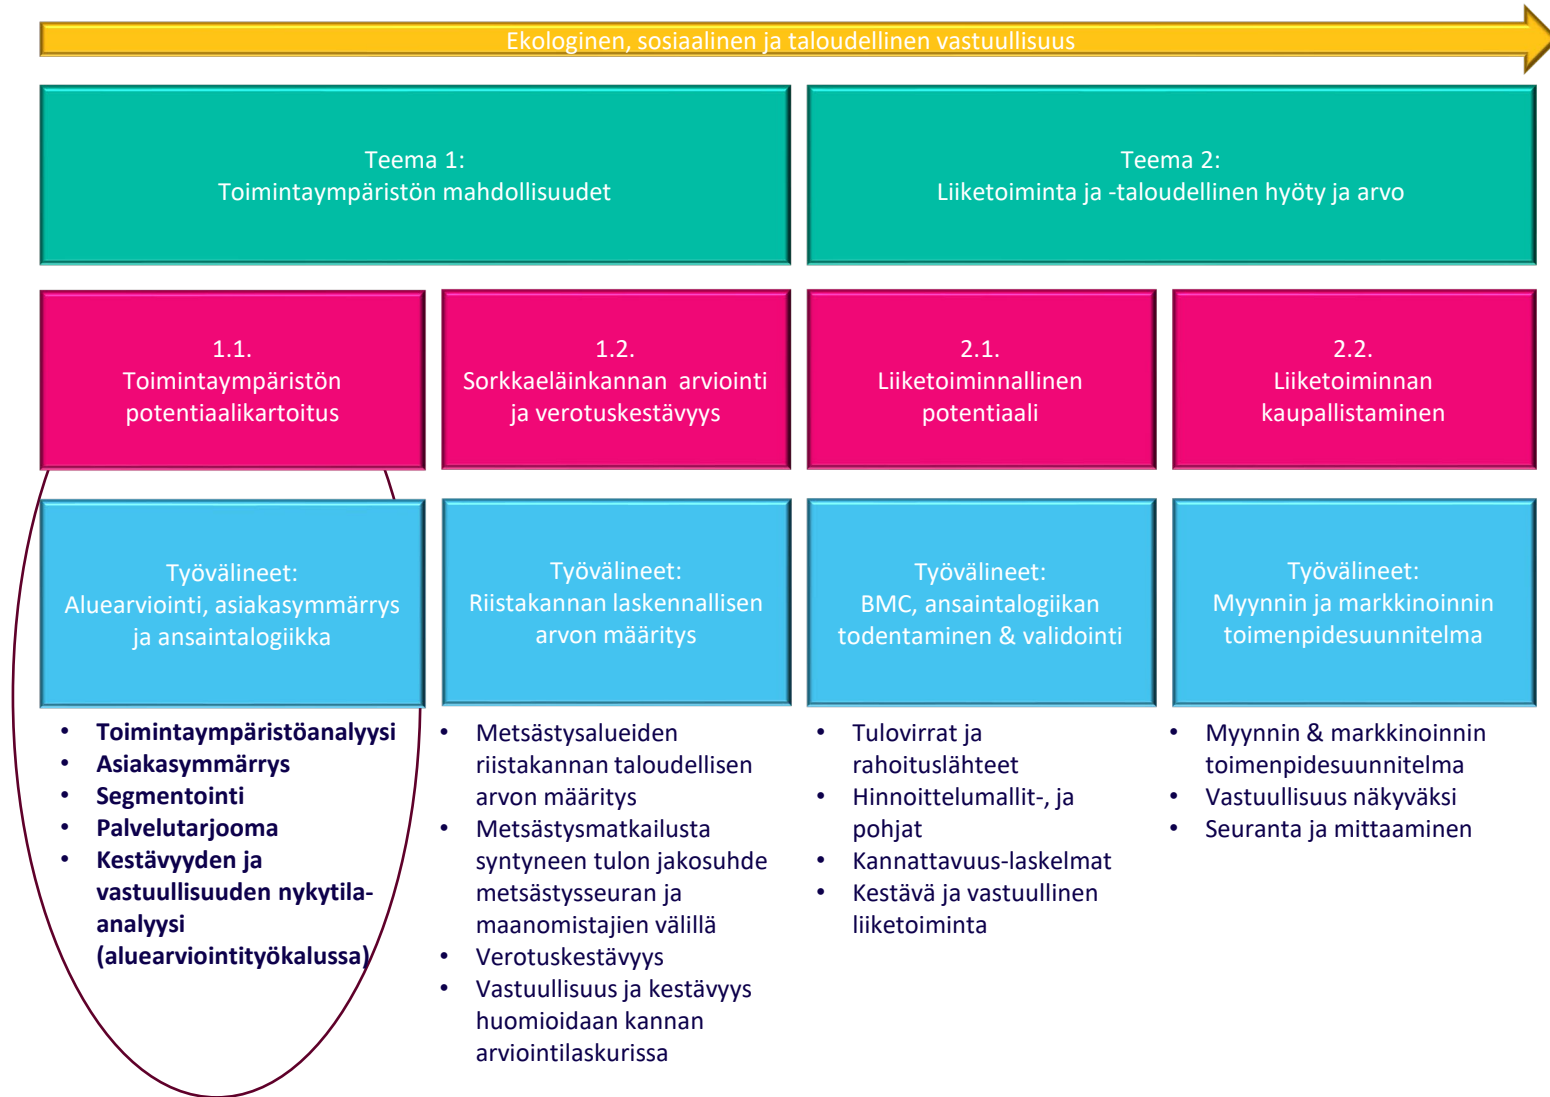 Ekologinen, sosiaalinen ja taloudellinen vastuullisuus
Teema 1:
Toimintaympäristön mahdollisuudet
Teema 2:
Liiketoiminta ja -taloudellinen hyöty ja arvo
1.1.
Toimintaympäristön
potentiaalikartoitus
1.2.
Sorkkaeläinkannan arviointi
ja verotuskestävyys
2.1.
Liiketoiminnallinen
potentiaali
2.2.
Liiketoiminnan
kaupallistaminen
Työvälineet:
Aluearviointi, asiakasymmärrys
ja ansaintalogiikka
Työvälineet:
Riistakannan laskennallisen
arvon määritys
Työvälineet:
BMC, ansaintalogiikan
todentaminen & validointi
Työvälineet:
Myynnin ja markkinoinnin
toimenpidesuunnitelma
• Toimintaympäristöanalyysi
• Asiakasymmärrys
• Segmentointi
• Palvelutarjooma
• Kestävyyden ja
vastuullisuuden nykytila-
analyysi
(aluearviointityökalussa)
• Metsästysalueiden
riistakannan taloudellisen
arvon määritys
• Metsästysmatkailusta
syntyneen tulon jakosuhde
metsästysseuran ja
maanomistajien välillä
• Verotuskestävyys
• Vastuullisuus ja kestävyys
huomioidaan kannan
arviointilaskurissa
• Tulovirrat ja
rahoituslähteet
• Hinnoittelumallit-, ja
pohjat
• Kannattavuus-laskelmat
• Kestävä ja vastuullinen
liiketoiminta
• Myynnin & markkinoinnin
toimenpidesuunnitelma
• Vastuullisuus näkyväksi
• Seuranta ja mittaaminen